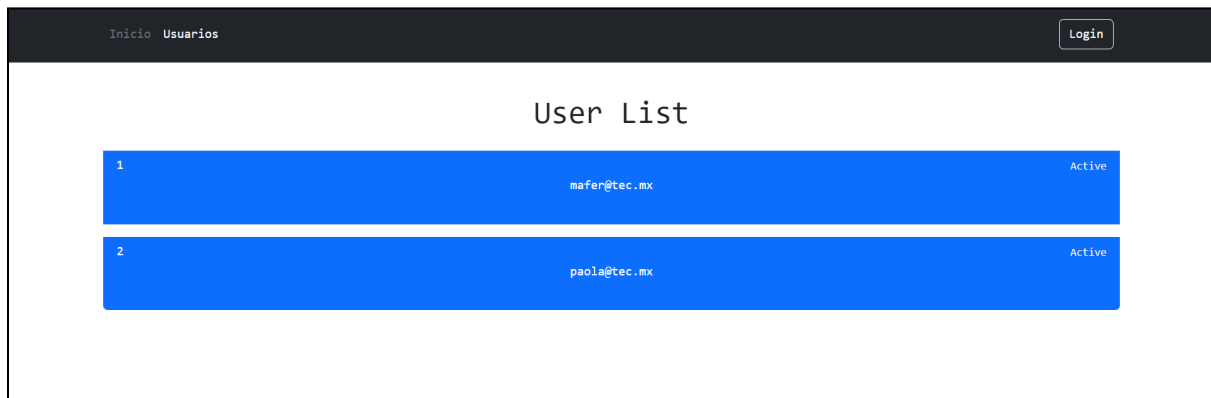 Inicio Usuarios Login
User List
1 Active
mafer@tec.mx
2 Active
paola@tec.mx